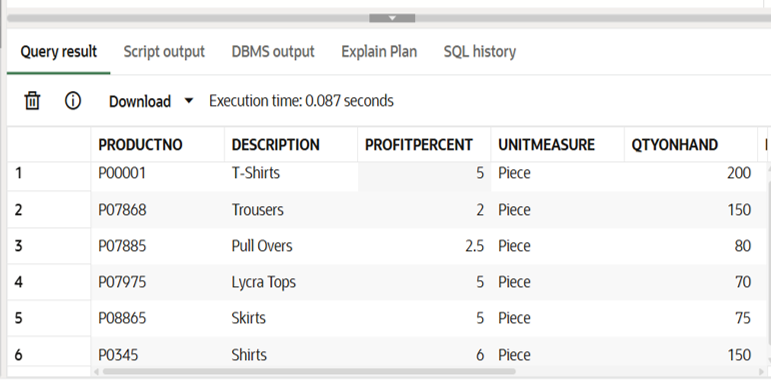 Query result Script output DBMS output Explain Plan SQL history
Download Execution time: 0.087 seconds
PRODUCTNO DESCRIPTION PROFITPERCENT UNITMEASURE QTYONHAND
1 P00001 T-Shirts 5 Piece 200
2 P07868 Trousers 2 Piece 150
3 P07885 Pull Overs 2.5 Piece 80
4 P07975 Lycra Tops 5 Piece 70
5 P08865 Skirts 5 Piece 75
6 P0345 Shirts 6 Piece 150